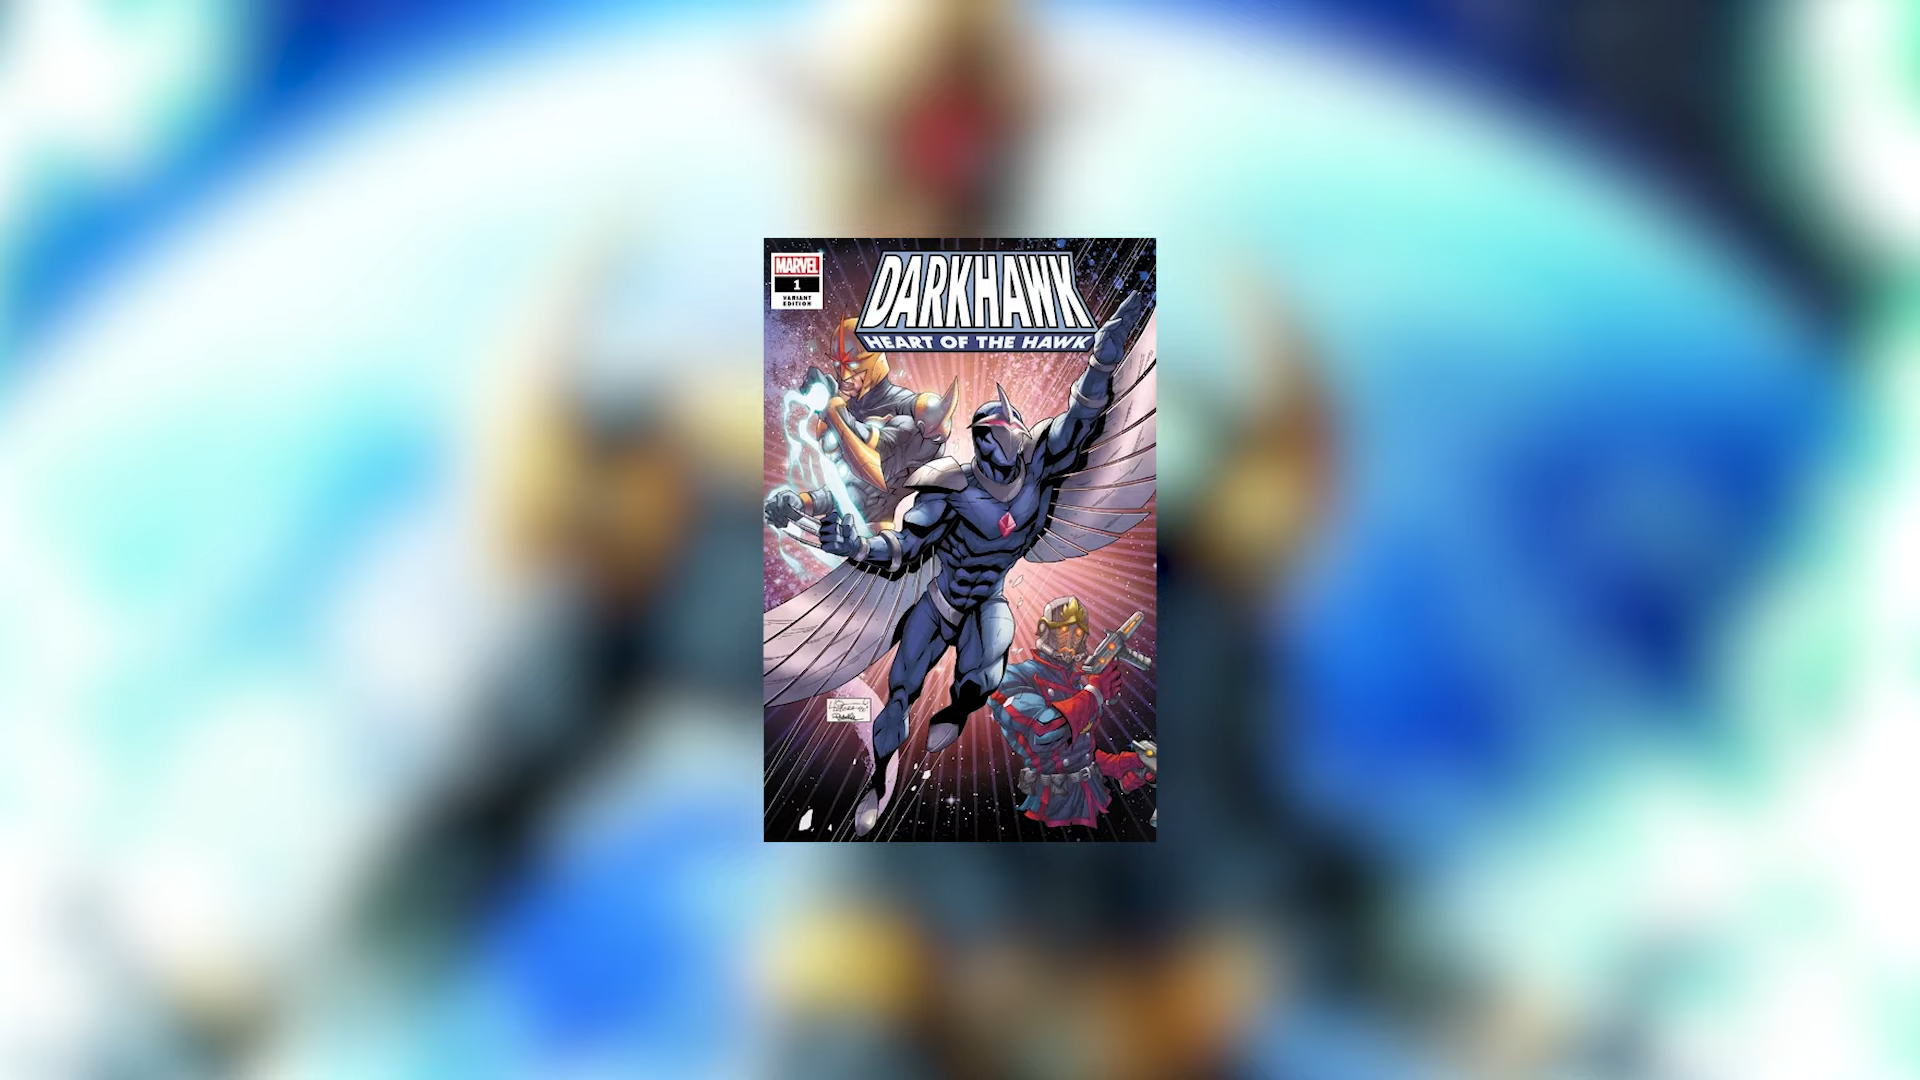 MARVEL
1
VARIANT
EDITION
DARKHAWK
HEART OF THE HAWK